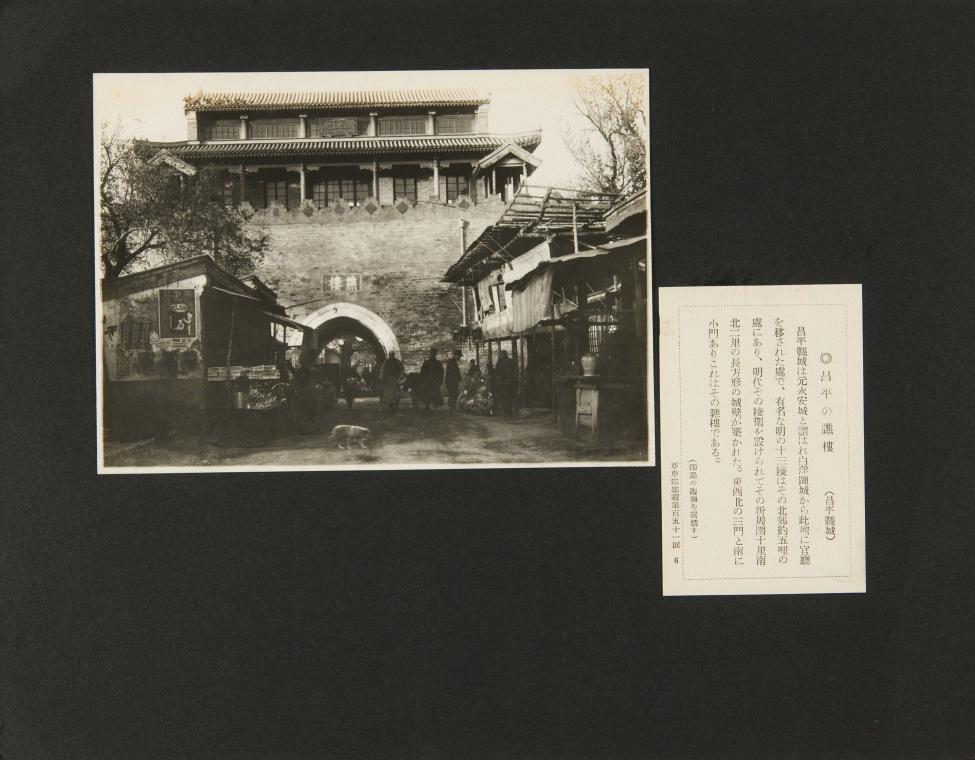 譙樓
◎昌平の譙樓
(昌平縣城)
昌平縣城は元永安城と謂はれ白浮圖城から此地に官廳
を移された處で、有名な明の十三陵はその北郊約五哩の
處にあり、明代その陵衛を設けられてその折周圍十里南
北二里の長方形の城壁が築かれた。東西北の三門と南に
小門ありこれはその譙樓である。
(印畫の複製を嚴禁す)
亞東印畫輯第百五十一回 6